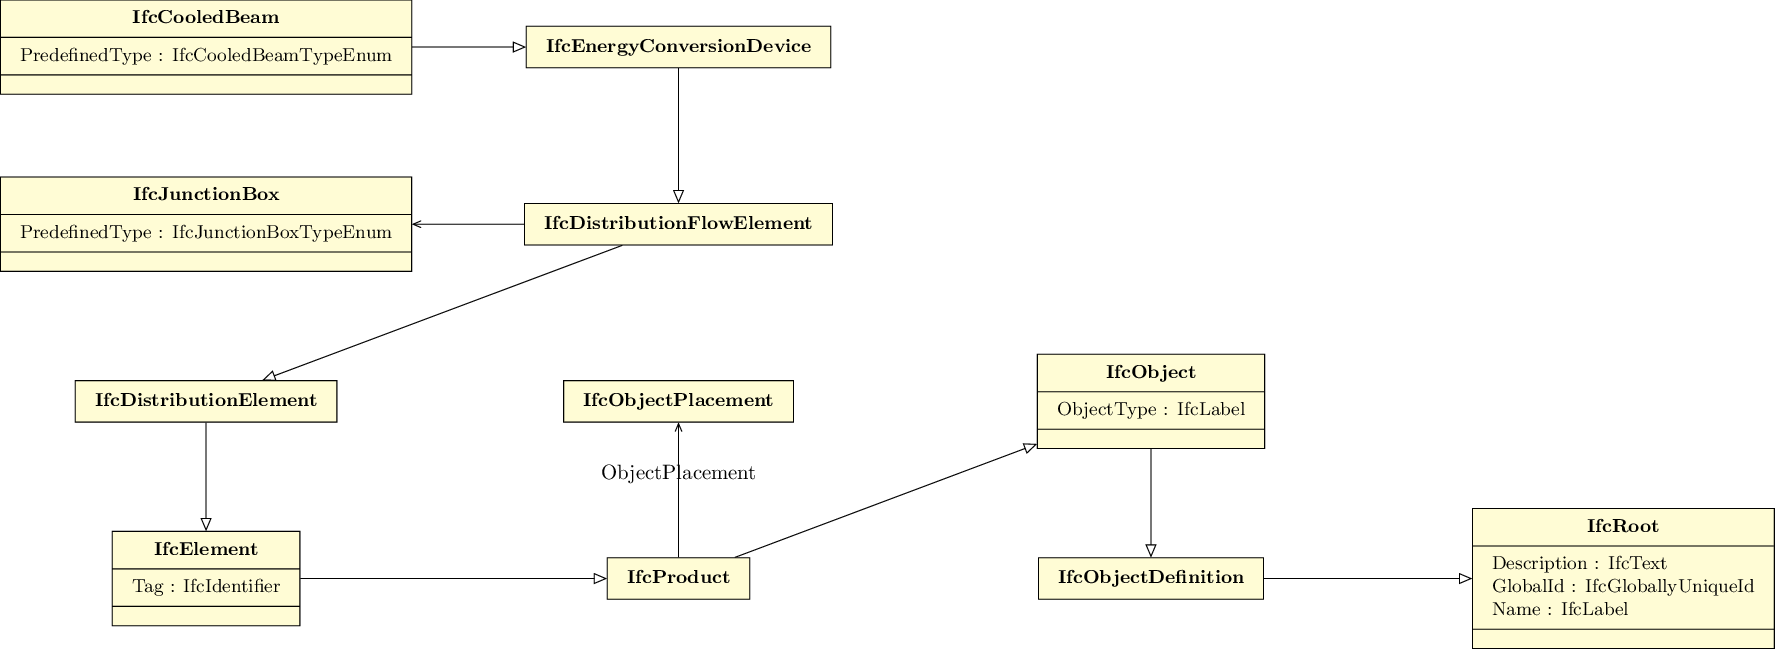 IfcCooledBeam
PredefinedType : IfcCooledBeamTypeEnum
IfcEnergyConversionDevice
IfcJunctionBox
PredefinedType : IfcJunctionBoxTypeEnum
IfcDistributionFlowElement
IfcDistributionElement
IfcObjectPlacement
IfcObject
ObjectType : IfcLabel
ObjectPlacement
IfcElement
Tag : IfcIdentifier
IfcProduct
IfcObjectDefinition
IfcRoot
Description : IfcText
GlobalId : IfcGloballyUniqueId
Name : IfcLabel